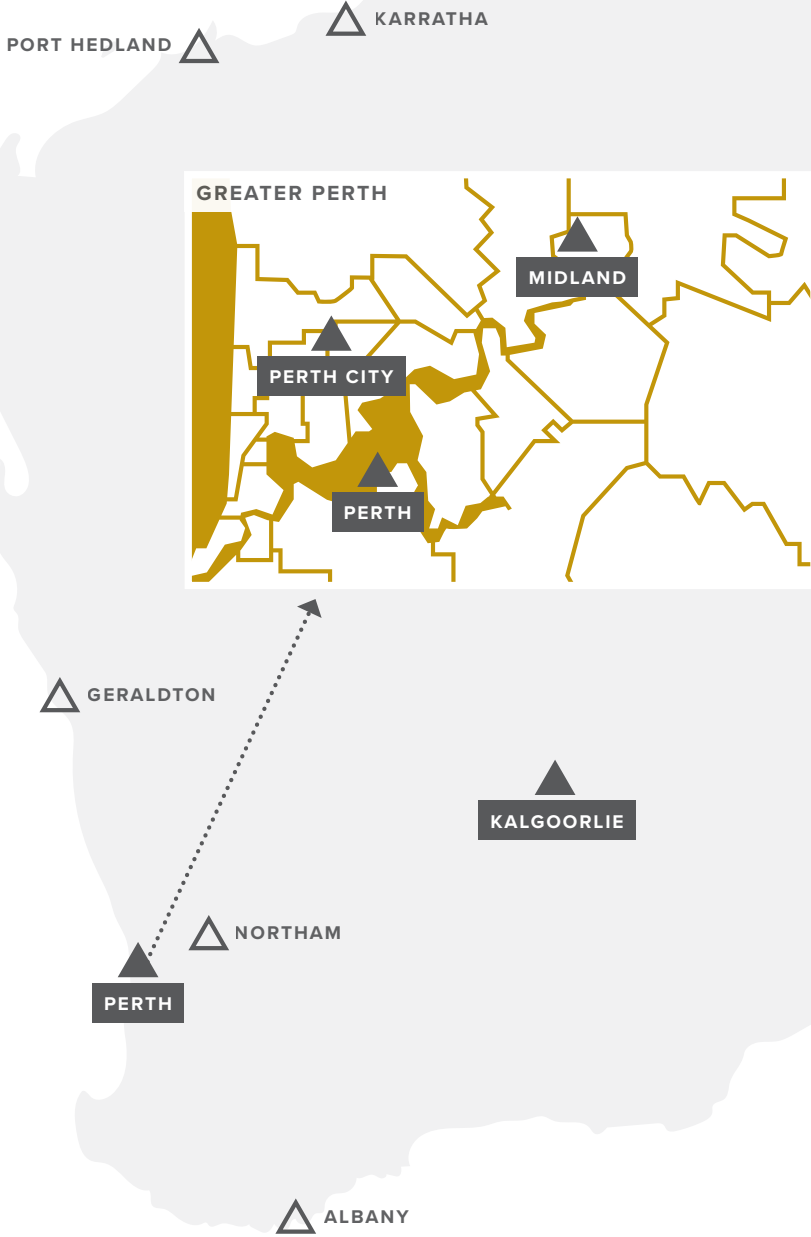 KARRATHA
PORT HEDLAND
GREATER PERTH
MIDLAND
PERTH CITY
PERTH
GERALDTON
KALGOORLIE
NORTHAM
PERTH
ALBANY